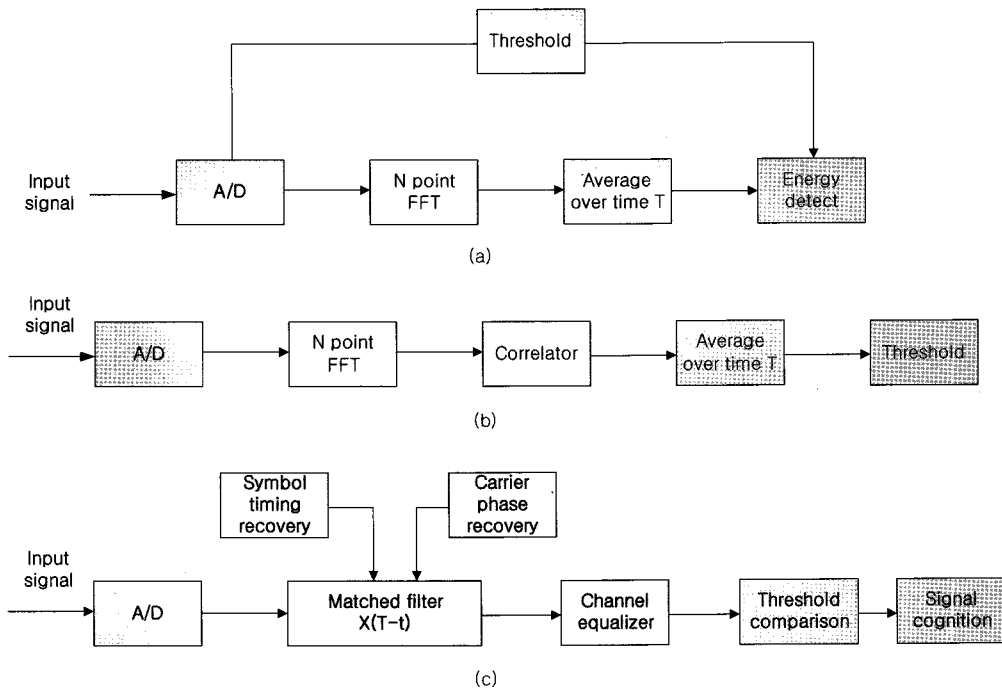 Threshold
Input
signal
A/D
N point
FFT
Average
over time T
Energy
detect
(a)
Input
signal
A/D
N point
FFT
Correlator
Average
over time T
Threshold
(b)
Symbol
timing
recovery
Carrier
phase
recovery
Input
signal
A/D
Matched filter
X(T-t)
Channel
equalizer
Threshold
comparison
Signal
cognition
(c)